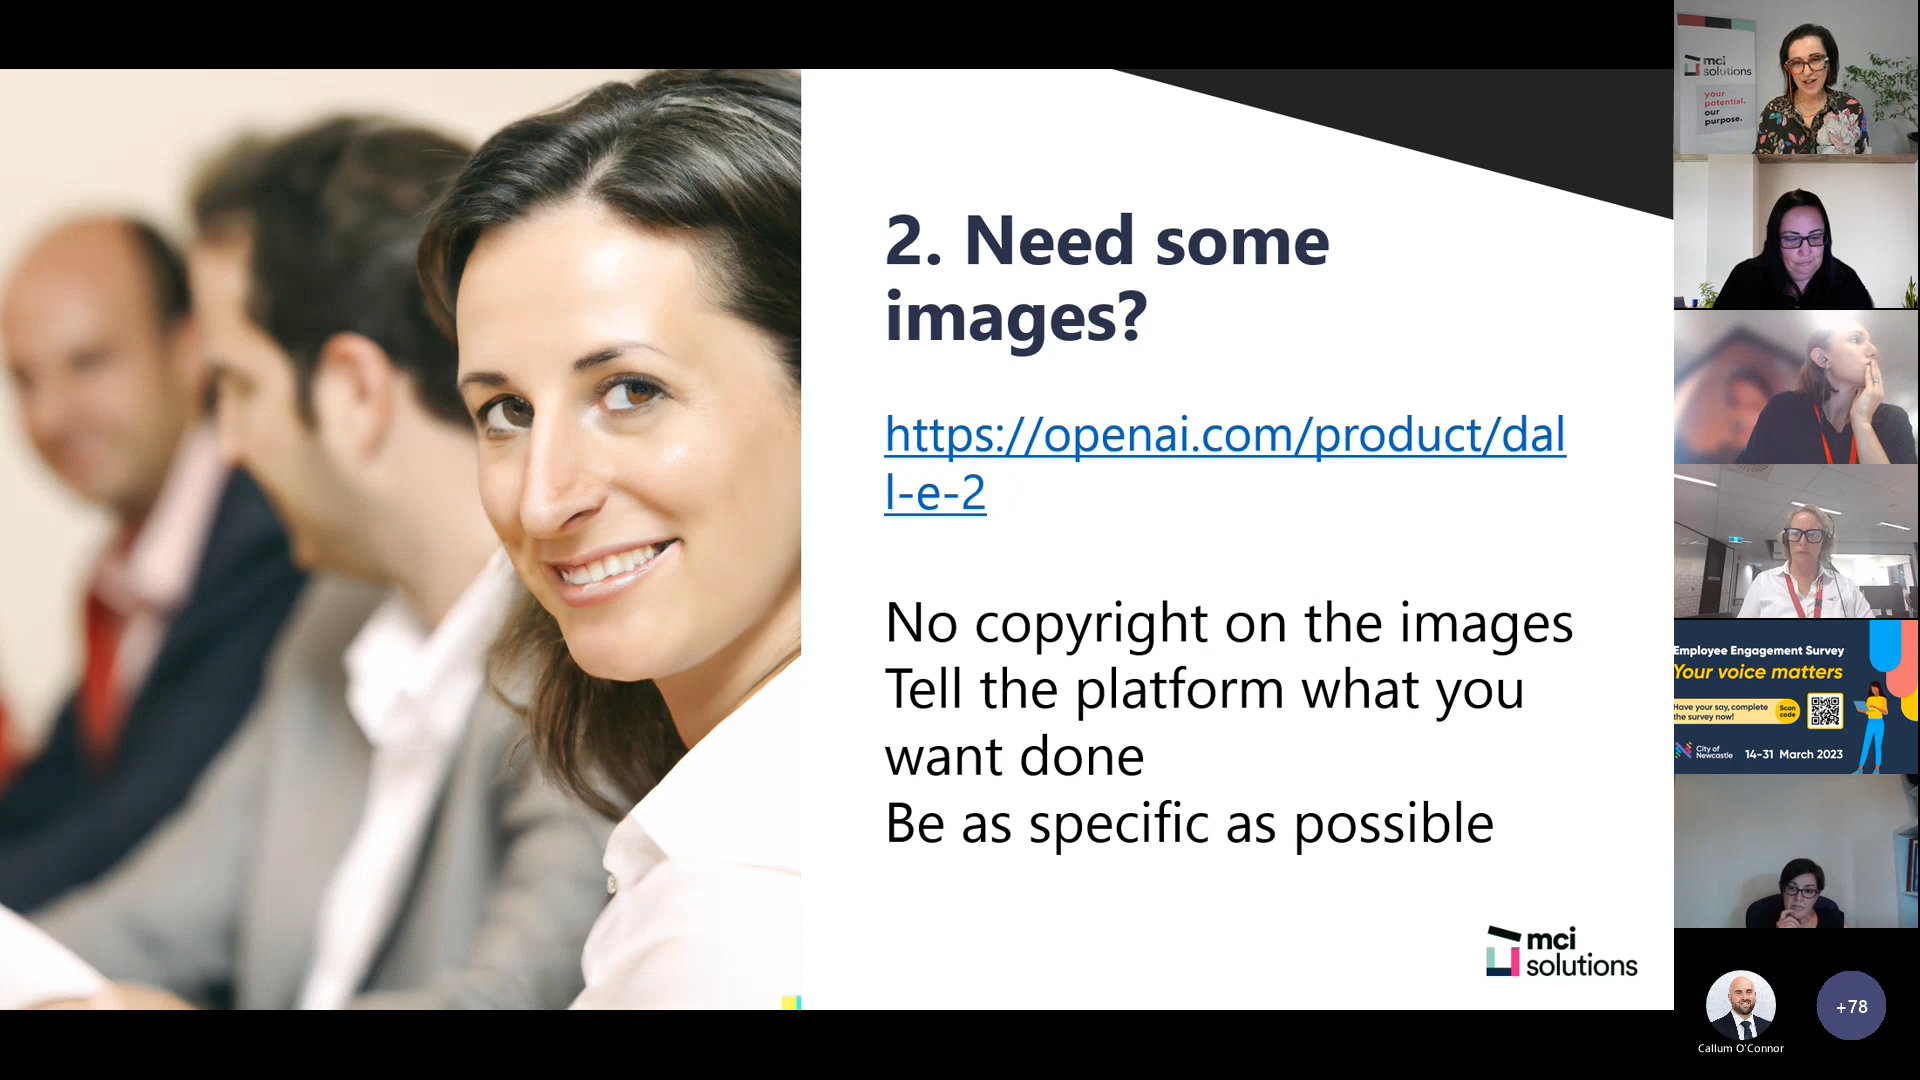 2. Need some
images?
https://openai.com/product/dal
l-e-2
No copyright on the images
Tell the platform what you
want done
Be as specific as possible
mci
solutions
mci
solutions
your
potential.
our
purpose.
Employee Engagement Survey
Your voice matters
Have your say, complete
the survey now!
Scan
code
City of
Newcastle
14-31 March 2023
Callum O'Connor
+78